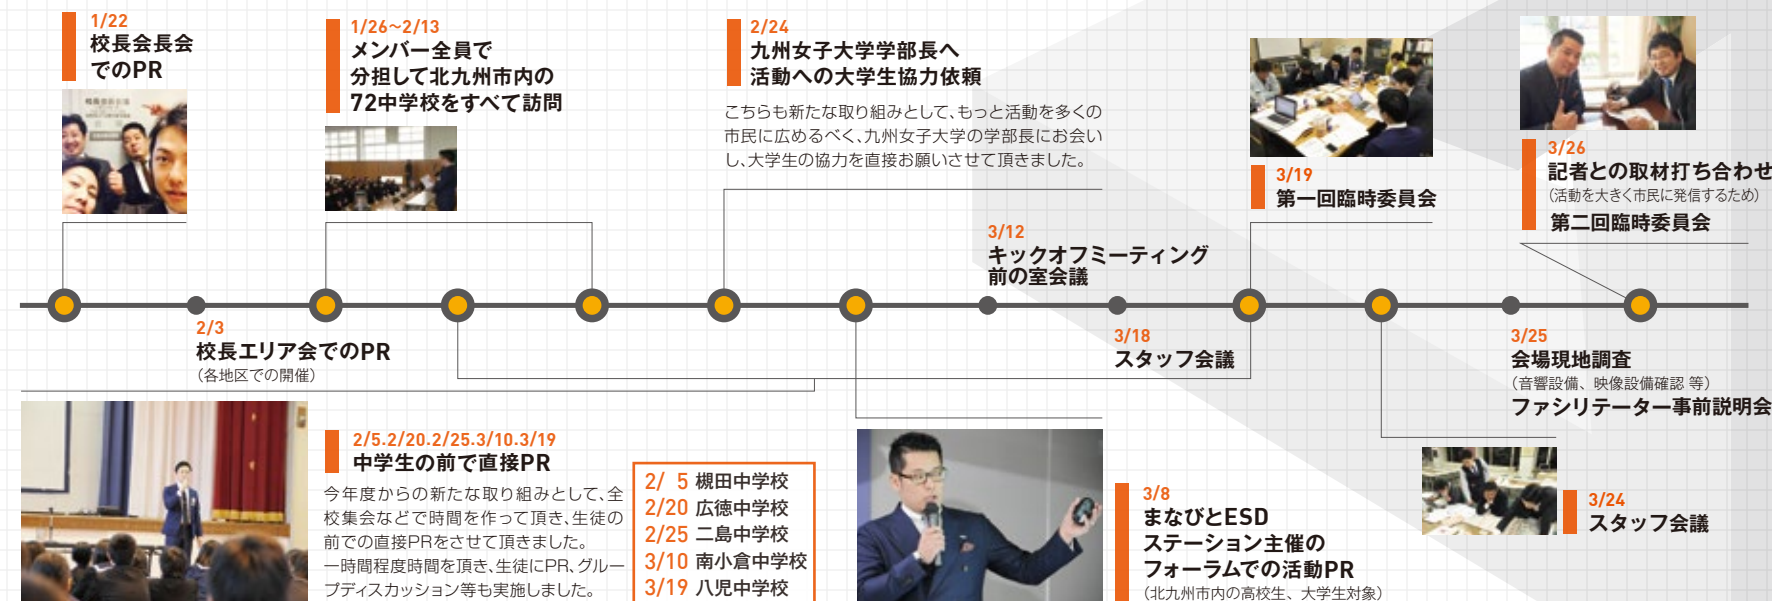 1/22
校長会長会
でのPR
1/26~2/13
メンバー全員で
分担して北九州市内の
72中学校をすべて訪問
2/24
九州女子大学学部長へ
活動への大学生協力依頼
こちらも新たな取り組みとして、もっと活動を多くの
市民に広めるべく、九州女子大学の学部長にお会い
し、大学生の協力を直接お願いさせて頂きました。
3/19
第一回臨時委員会
3/26
記者との取材打ち合わせ
（活動を大きく市民に発信するため）
第二回臨時委員会
3/12
キックオフミーティング
前の室会議
2/3
校長エリア会でのPR
（各地区での開催）
3/18
スタッフ会議
3/25
会場現地調査
（音響設備、映像設備確認 等）
ファシリテーター事前説明会
2/5.2/20.2/25.3/10.3/19
中学生の前で直接PR
今年度からの新たな取り組みとして、全
校集会などで時間を作って頂き、生徒の
前での直接PRをさせて頂きました。
一時間程度時間を頂き、生徒にPR、グルー
プディスカッション等も実施しました。
2/ 5 槻田中学校
2/20 広徳中学校
2/25 二島中学校
3/10 南小倉中学校
3/19 八児中学校
3/8
まなびとESD
ステーション主催の
フォーラムでの活動PR
（北九州市内の高校生、大学生対象）
3/24
スタッフ会議